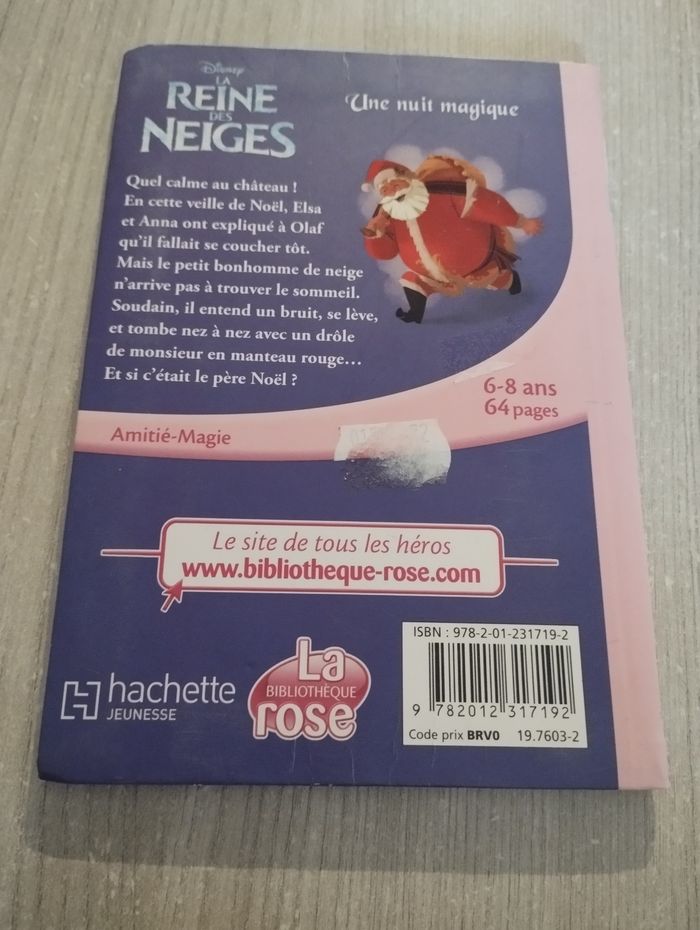 Disney
LA
REINE
DES
NEIGES
Une nuit magique
Quel calme au château !
En cette veille de Noël, Elsa
et Anna ont expliqué à Olaf
qu'il fallait se coucher tôt.
Mais le petit bonhomme de neige
n'arrive pas à trouver le sommeil.
Soudain, il entend un bruit, se lève,
et tombe nez à nez avec un drôle
de monsieur en manteau rouge...
Et si c'était le père Noël ?
6-8 ans
64 pages
Amitié-Magie
Le site de tous les héros
www.bibliotheque-rose.com
hachette
JEUNESSE
La
BIBLIOTHÈQUE
rose
ISBN : 978-2-01-231719-2
9 782012 317192
Code prix BRV0 19.7603-2